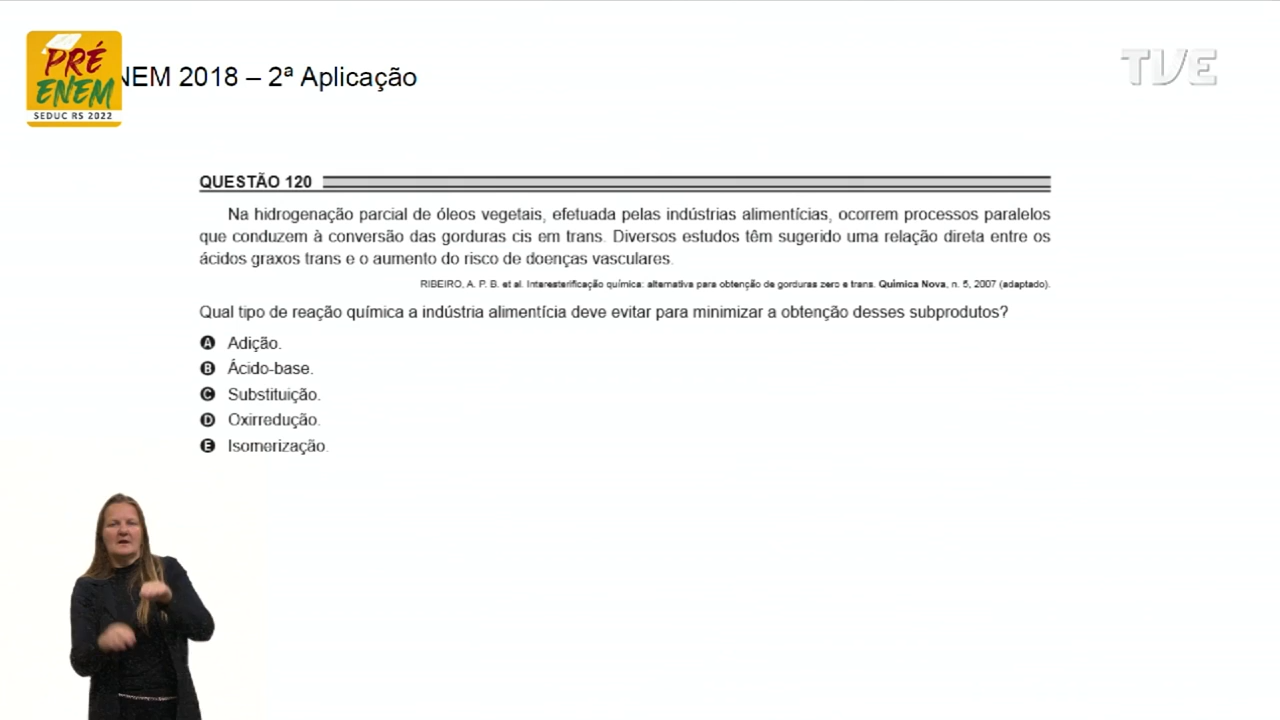 PRÉ
ENEM
SEDUC RS 2022
NEM 2018 – 2ª Aplicação
TVE
QUESTÃO 120
Na hidrogenação parcial de óleos vegetais, efetuada pelas indústrias alimentícias, ocorrem processos paralelos
que conduzem à conversão das gorduras cis em trans. Diversos estudos têm sugerido uma relação direta entre os
ácidos graxos trans e o aumento do risco de doenças vasculares.
RIBEIRO, A. P. B. et al. Interesterificação química: alternativa para obtenção de gorduras zero e trans. Química Nova, n. 5, 2007 (adaptado).
Qual tipo de reação química a indústria alimentícia deve evitar para minimizar a obtenção desses subprodutos?
A Adição.
B Ácido-base.
C Substituição.
D Oxirredução.
E Isomerização.